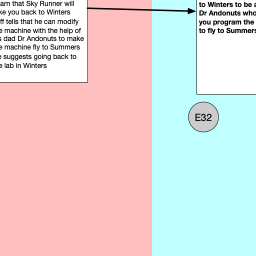 arn that Sky Runner will
ke you back to Winters
ff tells that he can modify
e machine with the help of
s dad Dr Andonuts to make
e machine fly to Summers
e suggests going back to
e lab in Winters
to Winters to be a
Dr Andonuts who
you program the
to fly to Summers
E32